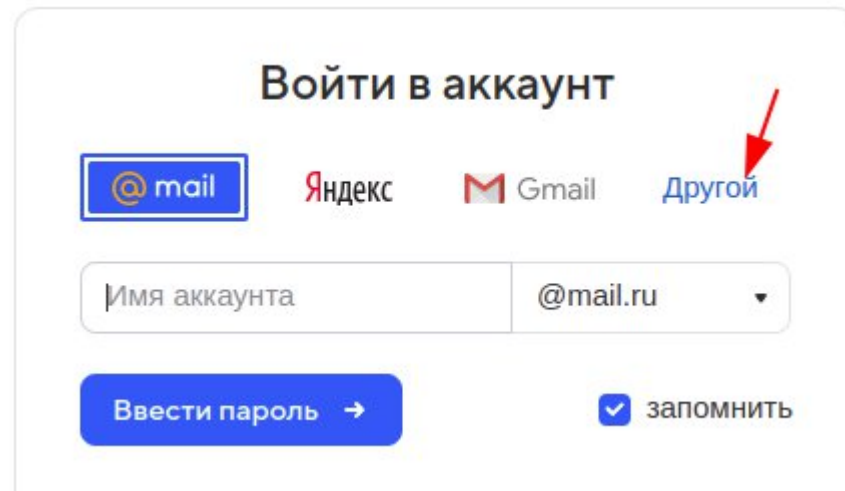 Войти в аккаунт
@mail Яндекс Gmail Другой
Имя аккаунта @mail.ru
Ввести пароль → запомнить